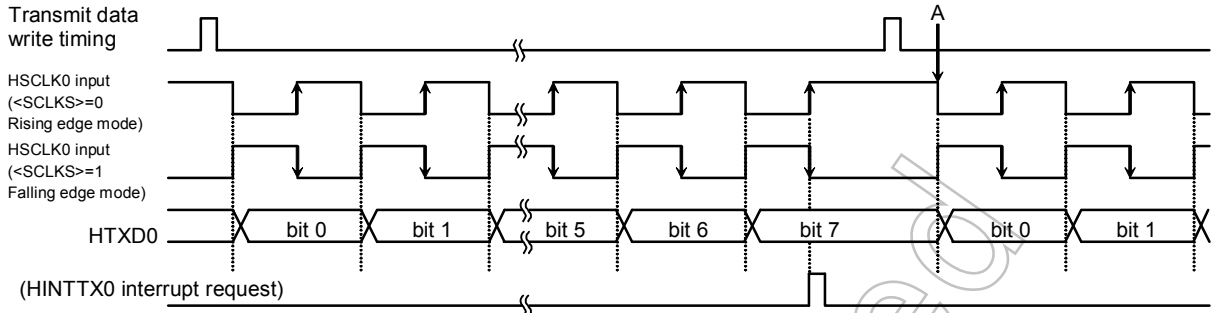 Transmit data
write timing
A
HSCLK0 input
(<SCLKS>=0
Rising edge mode)
HSCLK0 input
(<SCLKS>=1
Falling edge mode)
HTXD0
bit 0
bit 1
bit 5
bit 6
bit 7
bit 0
bit 1
(HINTTX0 interrupt request)